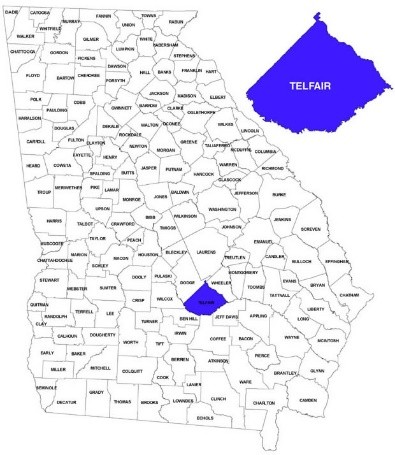 DADE CATOOSA FANNIN TOWNS
WHITFIELD MURRAY UNION RABUN
WALKER GILMER WHITE HABERSHAM
CHATTOOGA GORDON LUMPKIN STEPHENS
PICKENS DAWSON
FLOYD BARTOW CHEROKEE FORSYTH HALL BANKS FRANKLIN HART
TELFAIR
POLK COBB JACKSON MADISON ELBERT
PAULDING GWINNETT BARROW CLARKE OGLETHORPE
HARALSON DOUGLAS DEKALB WALTON OCONEE WILKES LINCOLN
CARROLL FULTON CLAYTON ROCKDALE NEWTON MORGAN GREENE TALIAFERRO MCDUFFIE COLUMBIA
HEARD COWETA FAYETTE HENRY JASPER PUTNAM WARREN RICHMOND
SPALDING BUTTS HANCOCK GLASCOCK
TROUP MERIWETHER PIKE LAMAR MONROE JONES BALDWIN JEFFERSON BURKE
UPSON WASHINGTON
HARRIS TALBOT CRAWFORD BIBB WILKINSON JENKINS SCREVEN
TWIGGS JOHNSON
MUSCOGEE TAYLOR PEACH EMANUEL
CHATTAHOOCHEE MARION MACON HOUSTON BLECKLEY LAURENS TREUTLEN CANDLER BULLOCH EFFINGHAM
SCHLEY
STEWART WEBSTER SUMTER DOOLY PULASKI DODGE WHEELER MONTGOMERY TOOMBS EVANS BRYAN
QUITMAN CRISP WILCOX TELFAIR TATTNALL CHATHAM
RANDOLPH TERRELL LEE BEN HILL JEFF DAVIS APPLING LIBERTY
CLAY TURNER LONG
CALHOUN DOUGHERTY WORTH IRWIN COFFEE BACON WAYNE MCINTOSH
EARLY BAKER TIFT
MILLER MITCHELL COLQUITT BERRIEN ATKINSON PIERCE
COOK BRANTLEY GLYNN
SEMINOLE GRADY LANIER WARE
DECATUR THOMAS BROOKS LOWNDES CLINCH CHARLTON CAMDEN
ECHOLS